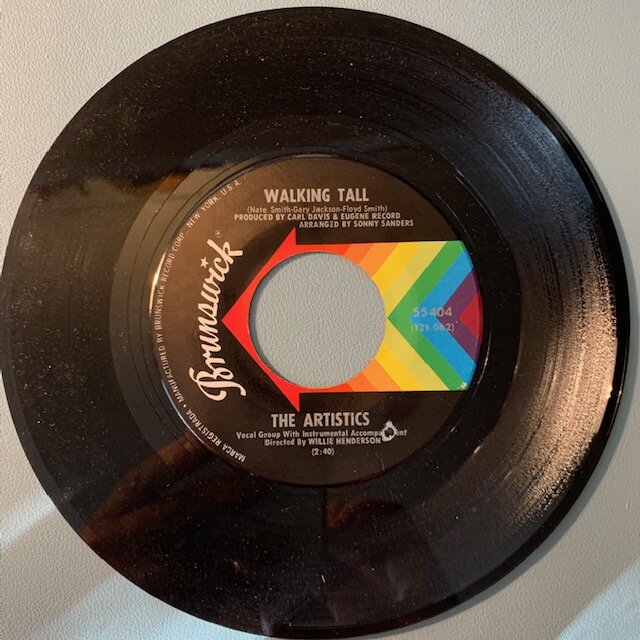 WALKING TALL
(Nate Smith-Gary Jackson-Floyd Smith)
PRODUCED BY CARL DAVIS & EUGENE RECORD
ARRANGED BY SONNY SANDERS
Brunswick®
55404
(121,062)
THE ARTISTICS
Vocal Group With Instrumental
Directed By WILLIE HENDERSON
(2:40)
MARCA REGISTRADA • MANUFACTURED BY BRUNSWICK RECORD CORP. NEW YORK, U.S.A.